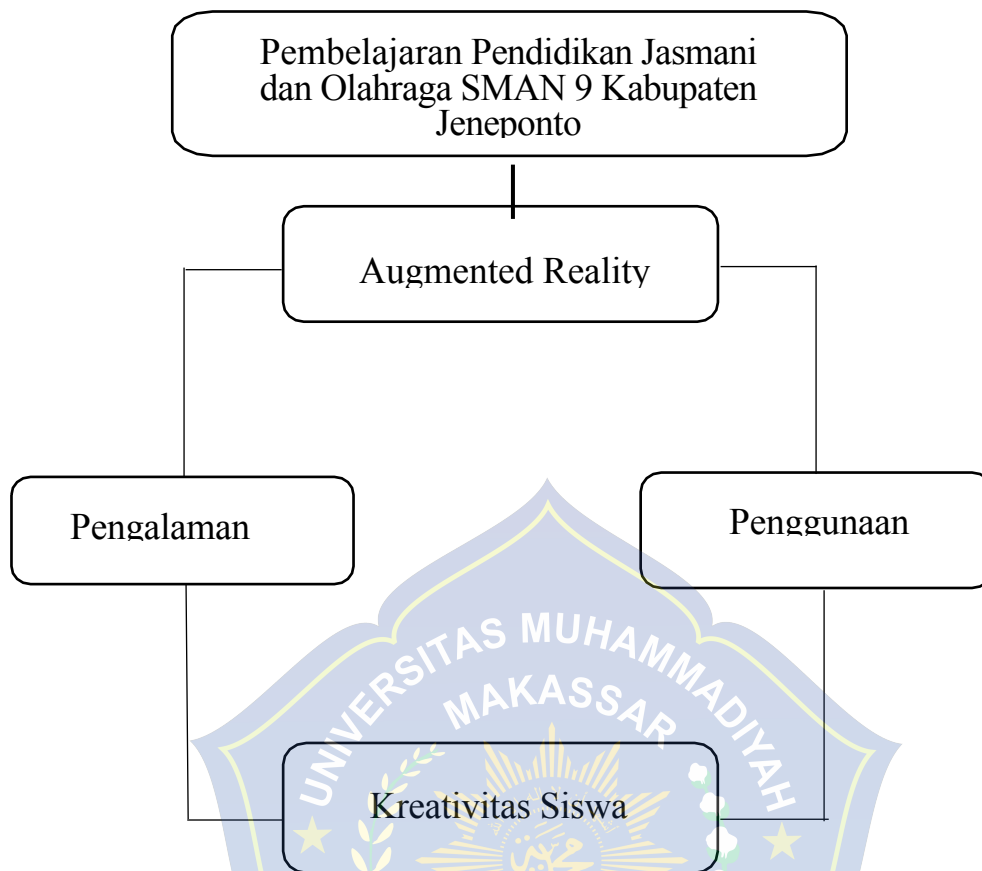 Pembelajaran Pendidikan Jasmani
dan Olahraga SMAN 9 Kabupaten
Jeneponto
Augmented Reality
Pengalaman
Penggunaan
UNIVERSITAS MUHAMMADIYAH
MAKASSAR
Kreativitas Siswa